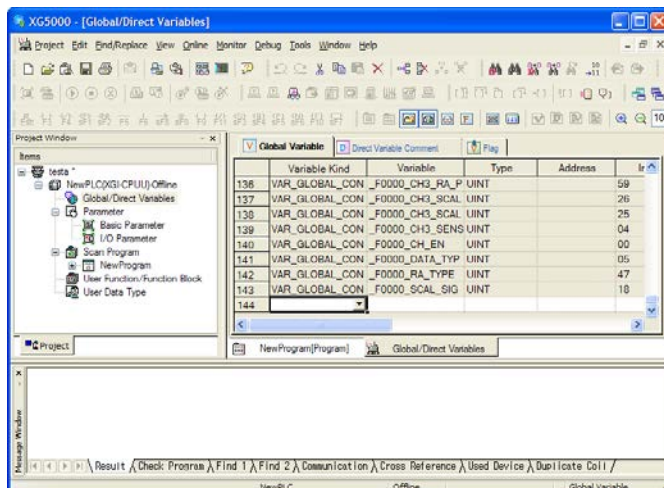 XG5000 - [Global/Direct Variables]
Project Edit Find/Replace View Online Monitor Debug Tools Window Help
Project Window
Items
testa *
NewPLC(XGI-CPUU)-Offline
Global/Direct Variables
Parameter
Basic Parameter
I/O Parameter
Scan Program
NewProgram
User Function/Function Block
User Data Type
Project
V Global Variable D Direct Variable Comment Flag
Variable Kind Variable Type Address
136 VAR_GLOBAL_CON _F0000_CH3_RA_P UINT 59
137 VAR_GLOBAL_CON _F0000_CH3_SCAL UINT 26
138 VAR_GLOBAL_CON _F0000_CH3_SCAL UINT 25
139 VAR_GLOBAL_CON _F0000_CH3_SENS UINT 04
140 VAR_GLOBAL_CON _F0000_CH_EN UINT 00
141 VAR_GLOBAL_CON _F0000_DATA_TYP UINT 05
142 VAR_GLOBAL_CON _F0000_RA_TYPE UINT 47
143 VAR_GLOBAL_CON _F0000_SCAL_SIG UINT 18
144
NewProgram[Program] Global/Direct Variables
Message Window
Result Check Program Find 1 Find 2 Communication Cross Reference Used Device Duplicate Coil
NewPLC Offline Global Variable